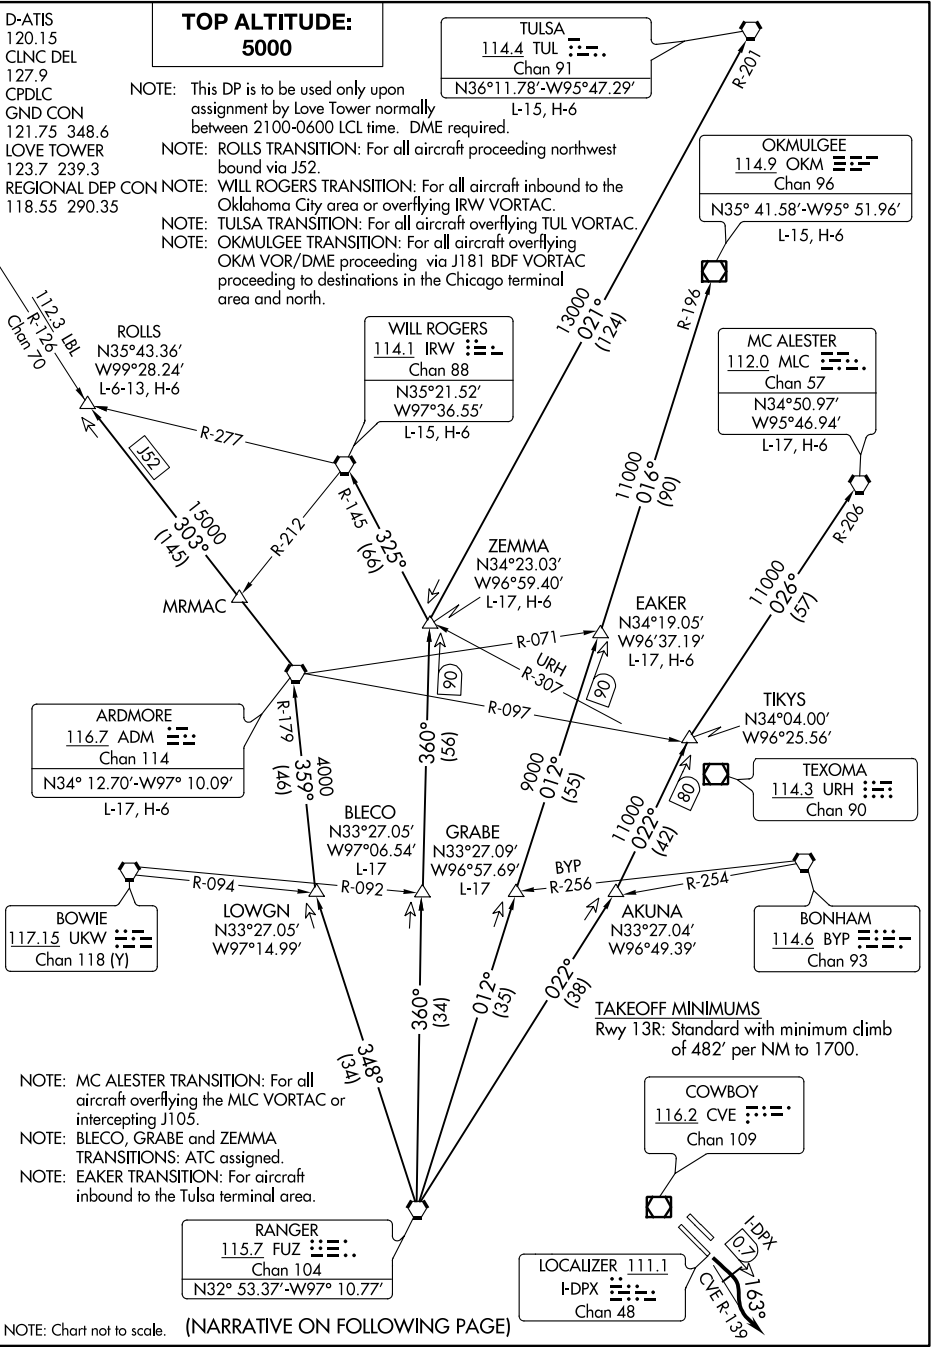 D-ATIS
120.15
CLNC DEL
127.9
CPDLC
GND CON
121.75 348.6
LOVE TOWER
123.7 239.3
REGIONAL DEP CON
118.55 290.35
TOP ALTITUDE:
5000
NOTE: This DP is to be used only upon
assignment by Love Tower normally
between 2100-0600 LCL time. DME required.
NOTE: ROLLS TRANSITION: For all aircraft proceeding northwest
bound via J52.
NOTE: WILL ROGERS TRANSITION: For all aircraft inbound to the
Oklahoma City area or overflying IRW VORTAC.
NOTE: TULSA TRANSITION: For all aircraft overflying TUL VORTAC.
NOTE: OKMULGEE TRANSITION: For all aircraft overflying
OKM VOR/DME proceeding via J181 BDF VORTAC
proceeding to destinations in the Chicago terminal
area and north.
TULSA
114.4 TUL
Chan 91
N36°11.78'-W95°47.29'
L-15, H-6
R-201
OKMULGEE
114.9 OKM
Chan 96
N35° 41.58'-W95° 51.96'
L-15, H-6
R-196
13000
021°
(124)
112.3 LBL
R-126
Chan 70
ROLLS
N35°43.36'
W99°28.24'
L-6-13, H-6
WILL ROGERS
114.1 IRW
Chan 88
N35°21.52'
W97°36.55'
L-15, H-6
MC ALESTER
112.0 MLC
Chan 57
N34°50.97'
W95°46.94'
L-17, H-6
R-206
R-277
J52
15000
303°
(145)
R-212
R-145
325°
(66)
11000
016°
(90)
11000
026°
(57)
MRMAC
ZEMMA
N34°23.03'
W96°59.40'
L-17, H-6
EAKER
N34°19.05'
W96'37.19'
L-17, H-6
R-071
URH
R-307
90
90
R-097
TIKYS
N34°04.00'
W96°25.56'
ARDMORE
116.7 ADM
Chan 114
N34° 12.70'-W97° 10.09'
L-17, H-6
R-179
4000
359°
(46)
360°
(56)
9000
012°
(55)
80
11000
022°
(42)
TEXOMA
114.3 URH
Chan 90
BLECO
N33°27.05'
W97°06.54'
L-17
GRABE
N33°27.09'
W96°57.69'
L-17
BYP
R-256
R-254
R-094
R-092
BOWIE
117.15 UKW
Chan 118 (Y)
LOWGN
N33°27.05'
W97°14.99'
AKUNA
N33°27.04'
W96°49.39'
BONHAM
114.6 BYP
Chan 93
348°
(34)
360°
(34)
012°
(35)
022°
(38)
TAKEOFF MINIMUMS
Rwy 13R: Standard with minimum climb
of 482' per NM to 1700.
NOTE: MC ALESTER TRANSITION: For all
aircraft overflying the MLC VORTAC or
intercepting J105.
NOTE: BLECO, GRABE and ZEMMA
TRANSITIONS: ATC assigned.
NOTE: EAKER TRANSITION: For aircraft
inbound to the Tulsa terminal area.
COWBOY
116.2 CVE
Chan 109
RANGER
115.7 FUZ
Chan 104
N32° 53.37'-W97° 10.77'
LOCALIZER 111.1
I-DPX
Chan 48
I-DPX
0.7
163°
CVE R-139
NOTE: Chart not to scale.
(NARRATIVE ON FOLLOWING PAGE)